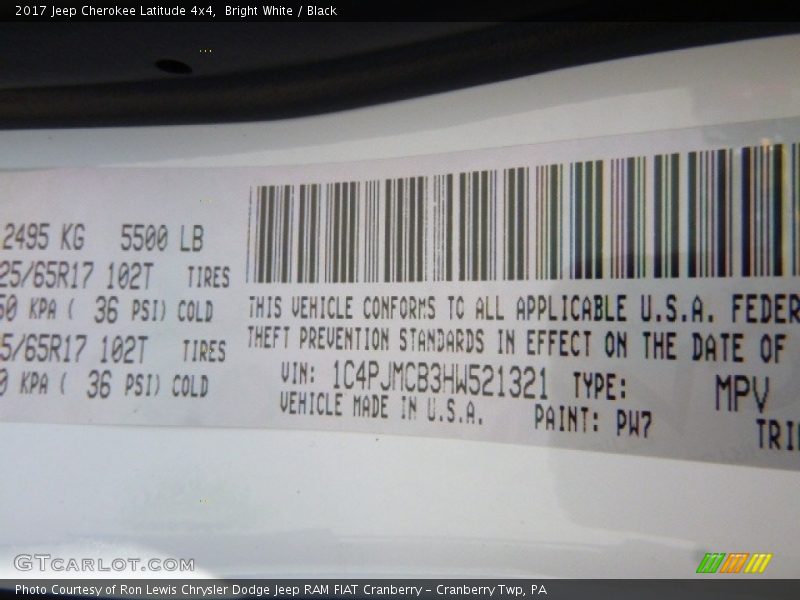 2017 Jeep Cherokee Latitude 4x4, Bright White / Black
2495 KG 5500 LB
25/65R17 102T TIRES
50 KPA ( 36 PSI) COLD
5/65R17 102T TIRES
0 KPA ( 36 PSI) COLD
THIS VEHICLE CONFORMS TO ALL APPLICABLE U.S.A. FEDER
THEFT PREVENTION STANDARDS IN EFFECT ON THE DATE OF
VIN: 1C4PJMCB3HW521321 TYPE: MPV
VEHICLE MADE IN U.S.A. PAINT: PW7
TRI
GTCARLOT.COM
Photo Courtesy of Ron Lewis Chrysler Dodge Jeep RAM FIAT Cranberry – Cranberry Twp, PA